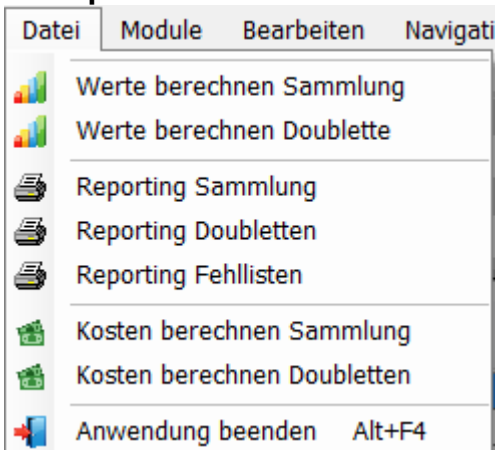 Datei Module Bearbeiten Navigati
Werte berechnen Sammlung
Werte berechnen Doublette
Reporting Sammlung
Reporting Doubletten
Reporting Fehllisten
Kosten berechnen Sammlung
Kosten berechnen Doubletten
Anwendung beenden Alt+F4